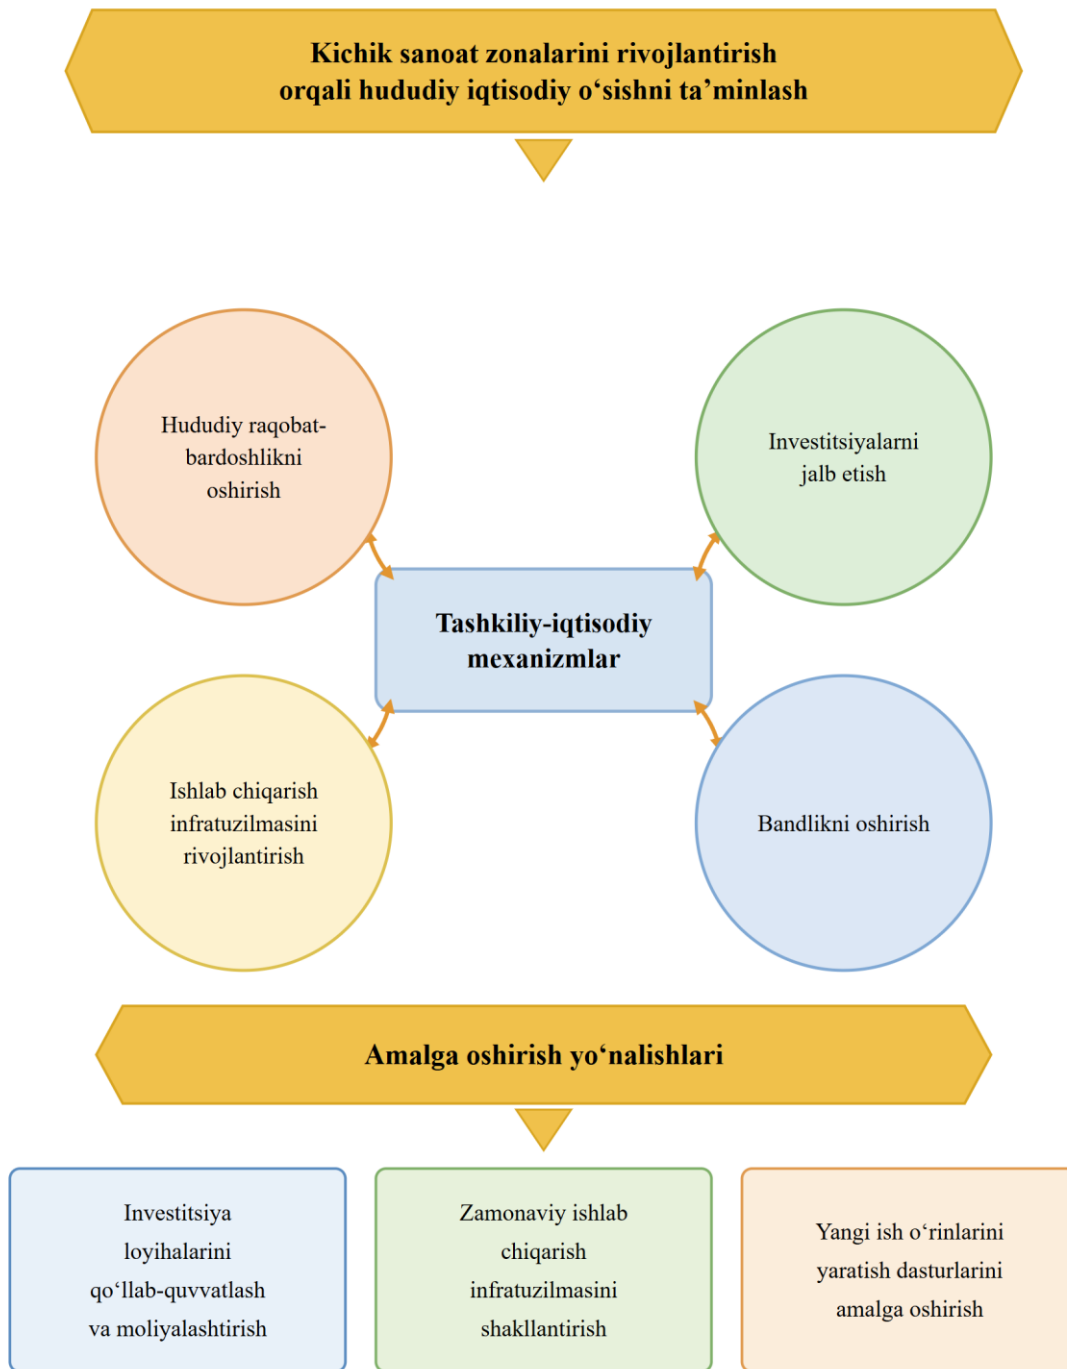 Kichik sanoat zonalarini rivojlantirish
orqali hududiy iqtisodiy o‘sishni ta’minlash
Hududiy raqobat-
bardoshlikni
oshirish
Investitsiyalarni
jalb etish
Tashkiliy-iqtisodiy
mexanizmlar
Ishlab chiqarish
infratuzilmasini
rivojlantirish
Bandlikni oshirish
Amalga oshirish yo‘nalishlari
Investitsiya
loyihalarini
qo‘llab-quvvatlash
va moliyalashtirish
Zamonaviy ishlab
chiqarish
infratuzilmasini
shakllantirish
Yangi ish o‘rinlarini
yaratish dasturlarini
amalga oshirish